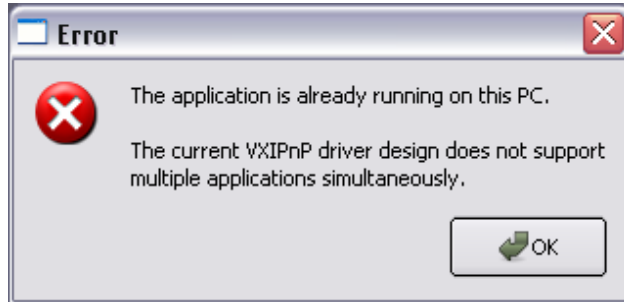 Error
The application is already running on this PC.
The current VXIPnP driver design does not support
multiple applications simultaneously.
OK